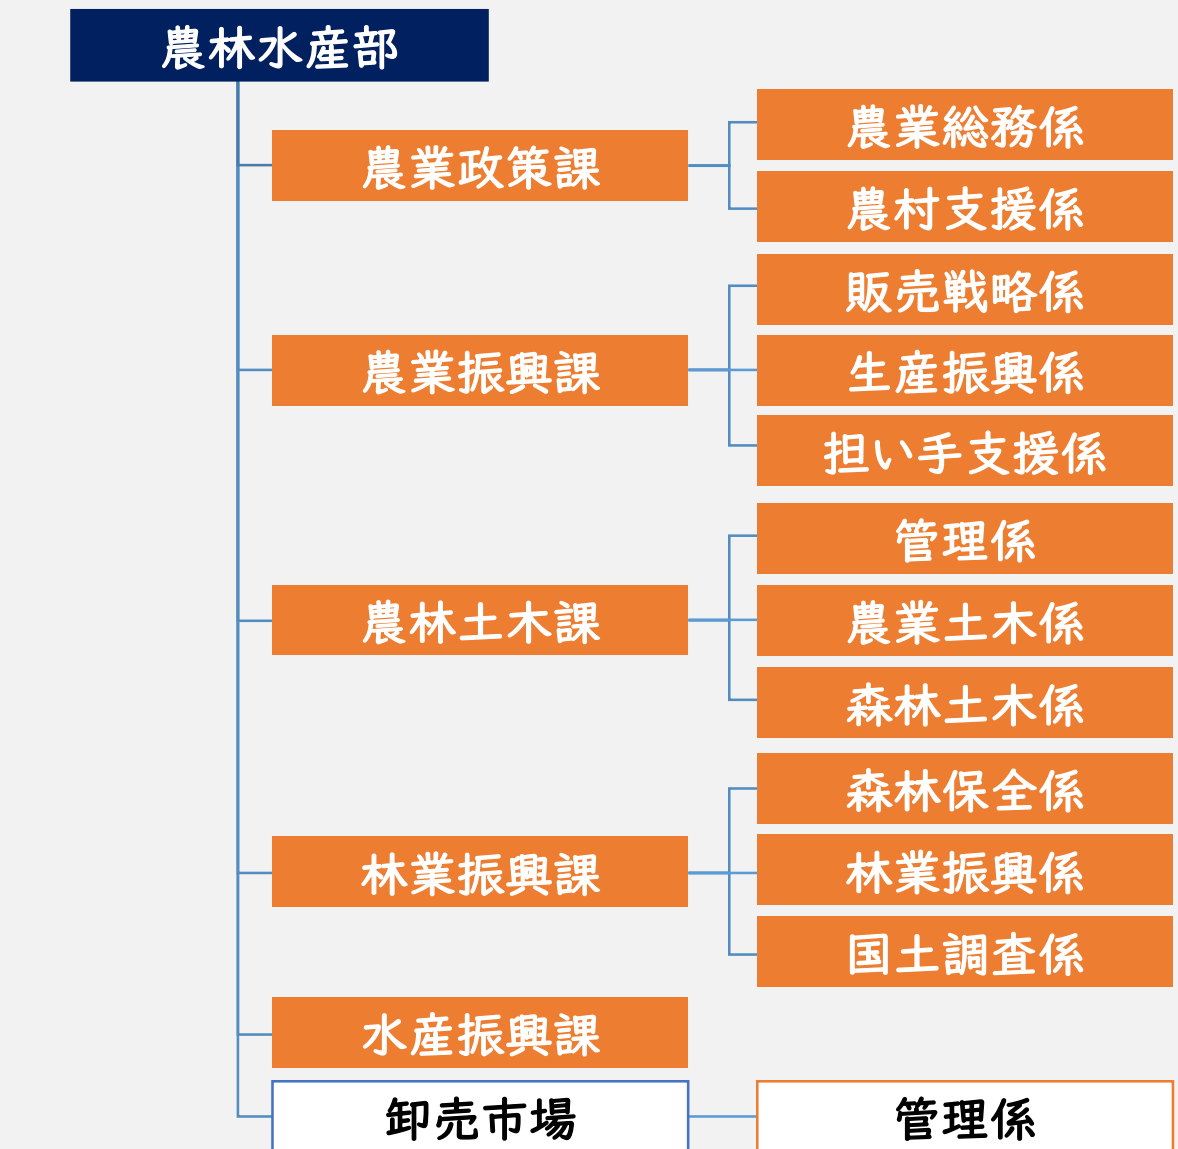 農林水産部
農業政策課
農業総務係
農村支援係
農業振興課
販売戦略係
生産振興係
担い手支援係
農林土木課
管理係
農業土木係
森林土木係
林業振興課
森林保全係
林業振興係
国土調査係
水産振興課
卸売市場
管理係